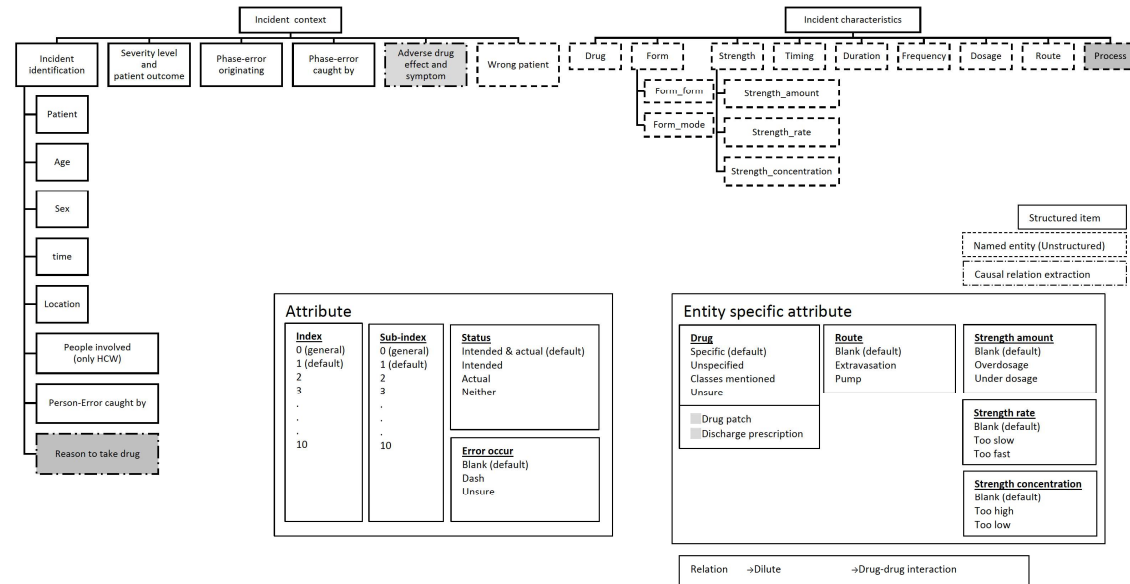 Incident context
Incident characteristics
Incident
identification
Severity level
and
patient outcome
Phase-error
originating
Phase-error
caught by
Adverse drug
effect and
symptom
Wrong patient
Drug
Form
Strength
Timing
Duration
Frequency
Dosage
Route
Process
Patient
Age
Sex
time
Location
People involved
(only HCW)
Person-Error caught by
Reason to take drug
Form_form
Form_mode
Strength_amount
Strength_rate
Strength_concentration
Structured item
Named entity (Unstructured)
Causal relation extraction
Attribute
Index
0 (general)
1 (default)
2
3
.
.
.
10
Sub-index
0 (general)
1 (default)
2
3
.
.
.
10
Status
Intended & actual (default)
Intended
Actual
Neither
Error occur
Blank (default)
Dash
Unsure
Entity specific attribute
Drug
Specific (default)
Unspecified
Classes mentioned
Unsure
Drug patch
Discharge prescription
Route
Blank (default)
Extravasation
Pump
Strength amount
Blank (default)
Overdosage
Under dosage
Strength rate
Blank (default)
Too slow
Too fast
Strength concentration
Blank (default)
Too high
Too low
Relation →Dilute →Drug-drug interaction